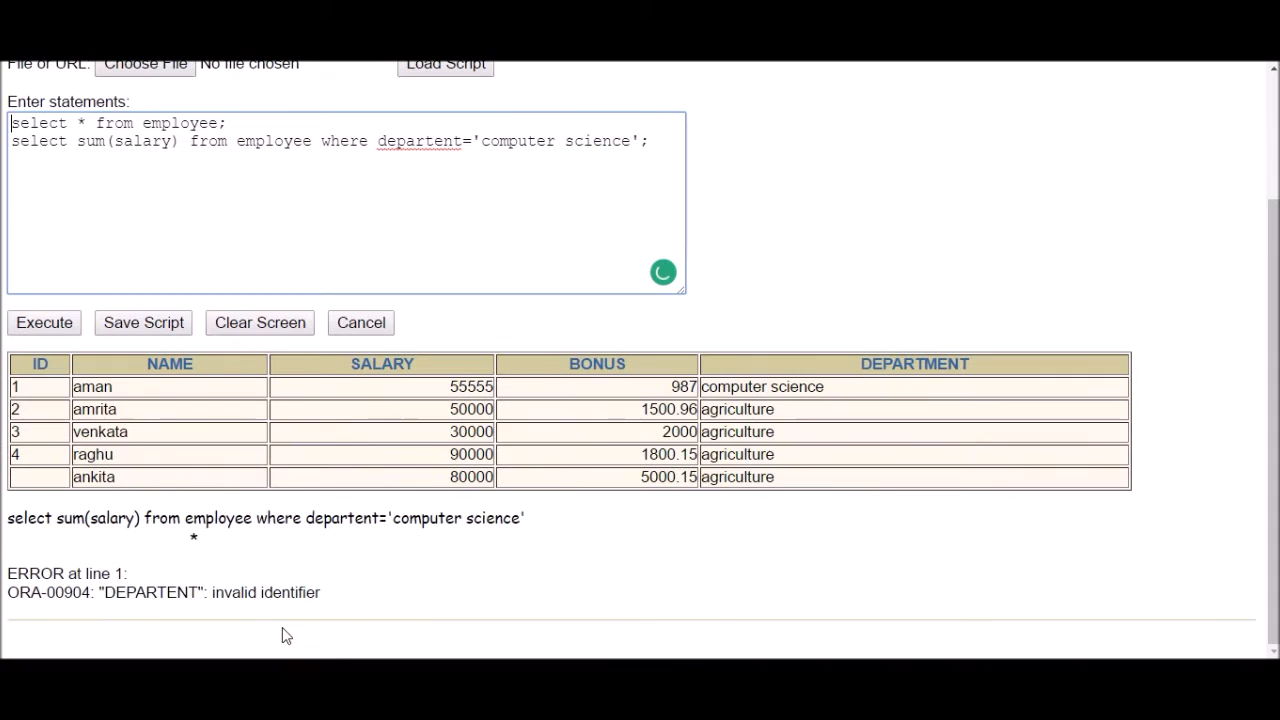 File or URL: Choose File No file chosen Load Script
Enter statements:
select * from employee;
select sum(salary) from employee where departent='computer science';
Execute Save Script Clear Screen Cancel
ID NAME SALARY BONUS DEPARTMENT
1 aman 55555 987 computer science
2 amrita 50000 1500.96 agriculture
3 venkata 30000 2000 agriculture
4 raghu 90000 1800.15 agriculture
ankita 80000 5000.15 agriculture
select sum(salary) from employee where departent='computer science'
*
ERROR at line 1:
ORA-00904: "DEPARTENT": invalid identifier